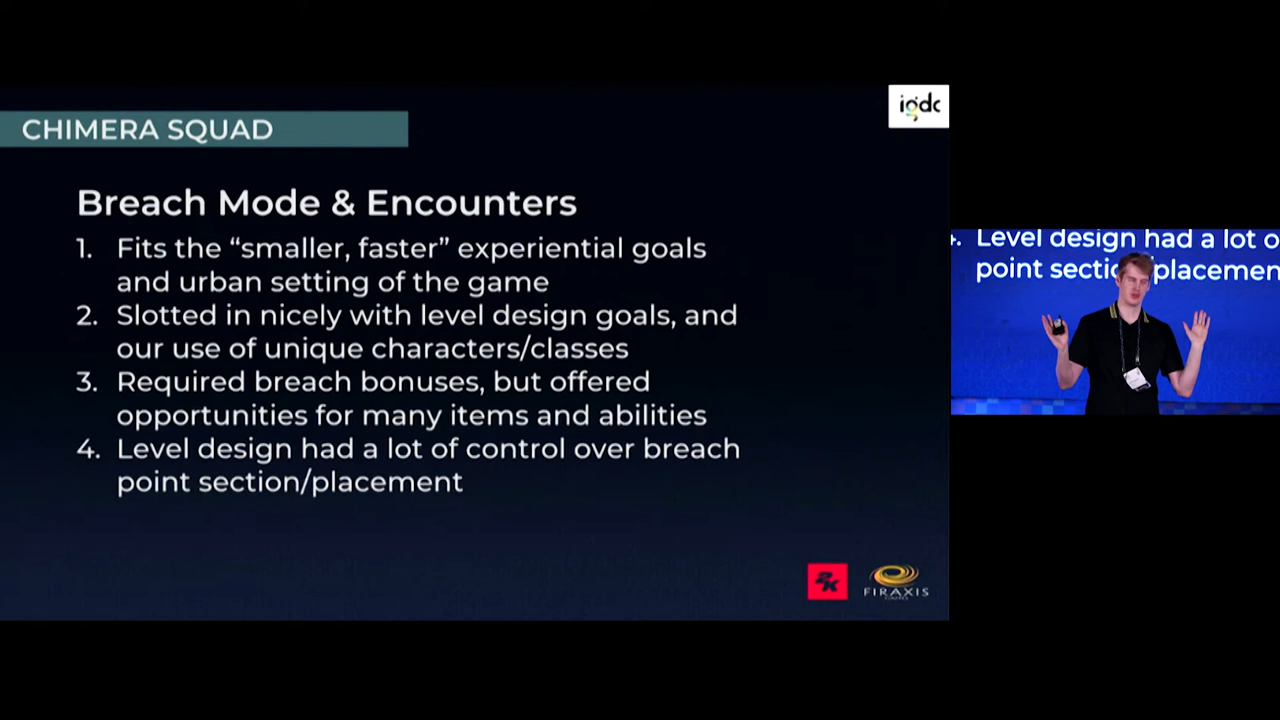 igdc
CHIMERA SQUAD
Breach Mode & Encounters
1. Fits the “smaller, faster” experiential goals
and urban setting of the game
2. Slotted in nicely with level design goals, and
our use of unique characters/classes
3. Required breach bonuses, but offered
opportunities for many items and abilities
4. Level design had a lot of control over breach
point section/placement
2K
FIRAXIS
Level design had a lot o
point sectio /placemen